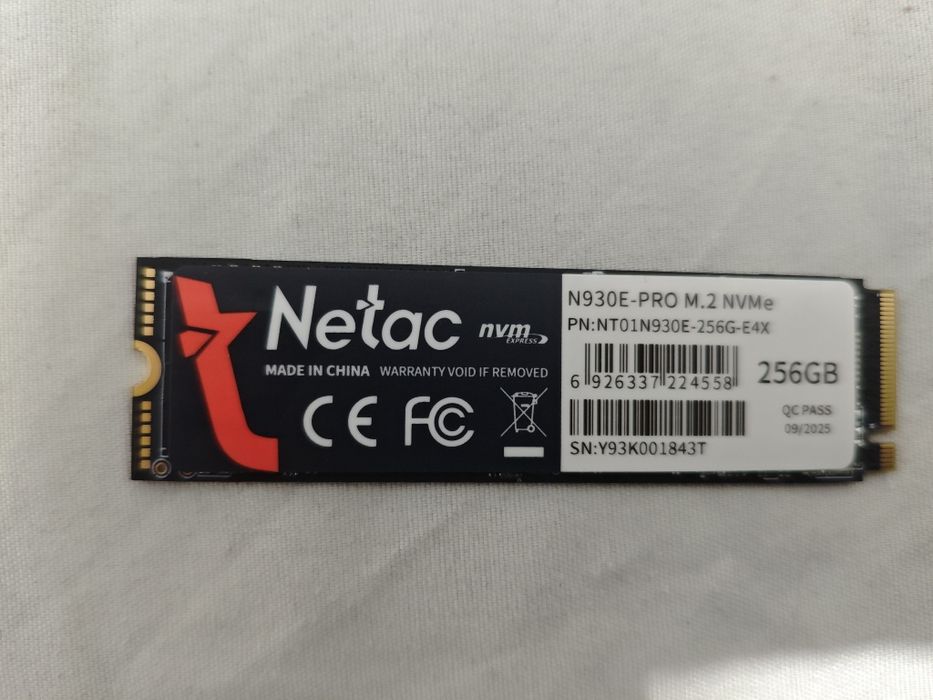 Netac
nvm
EXPRESS
MADE IN CHINA WARRANTY VOID IF REMOVED
CE FC
N930E-PRO M.2 NVMe
PN:NT01N930E-256G-E4X
6 926337 224558
256GB
QC PASS
09/2025
SN:Y93K001843T